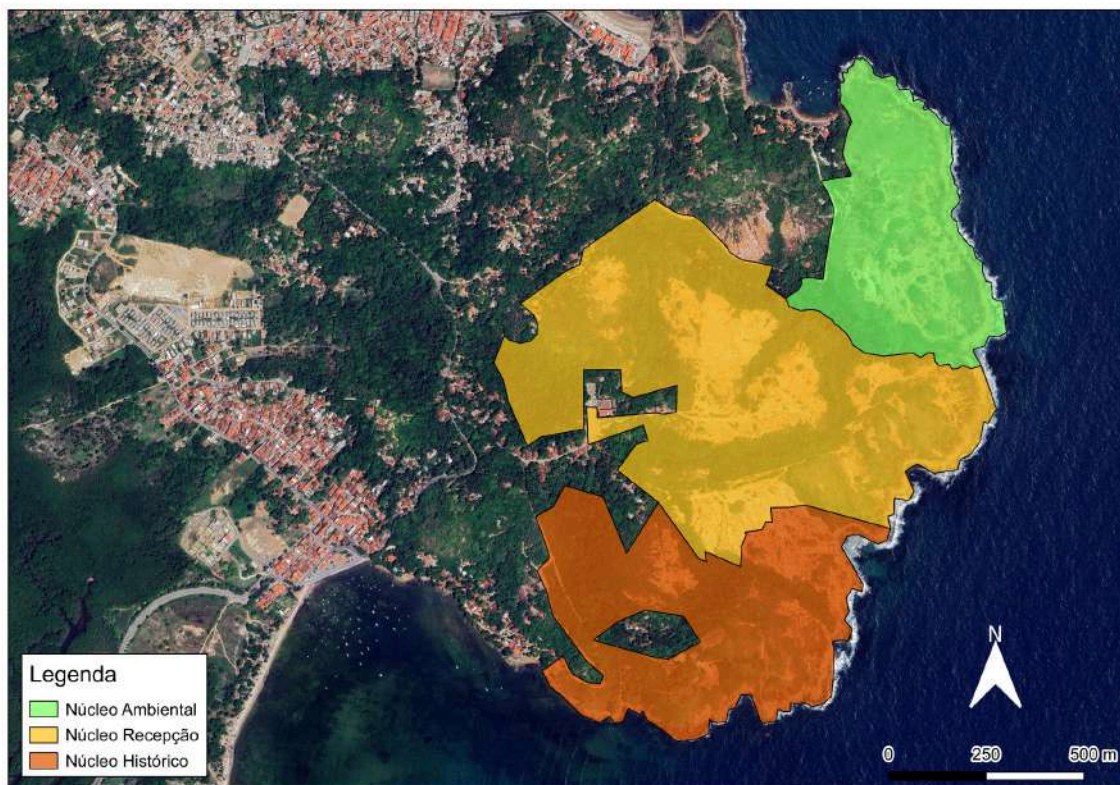 Legenda
Núcleo Ambiental
Núcleo Recepção
Núcleo Histórico
N
0 250 500 m